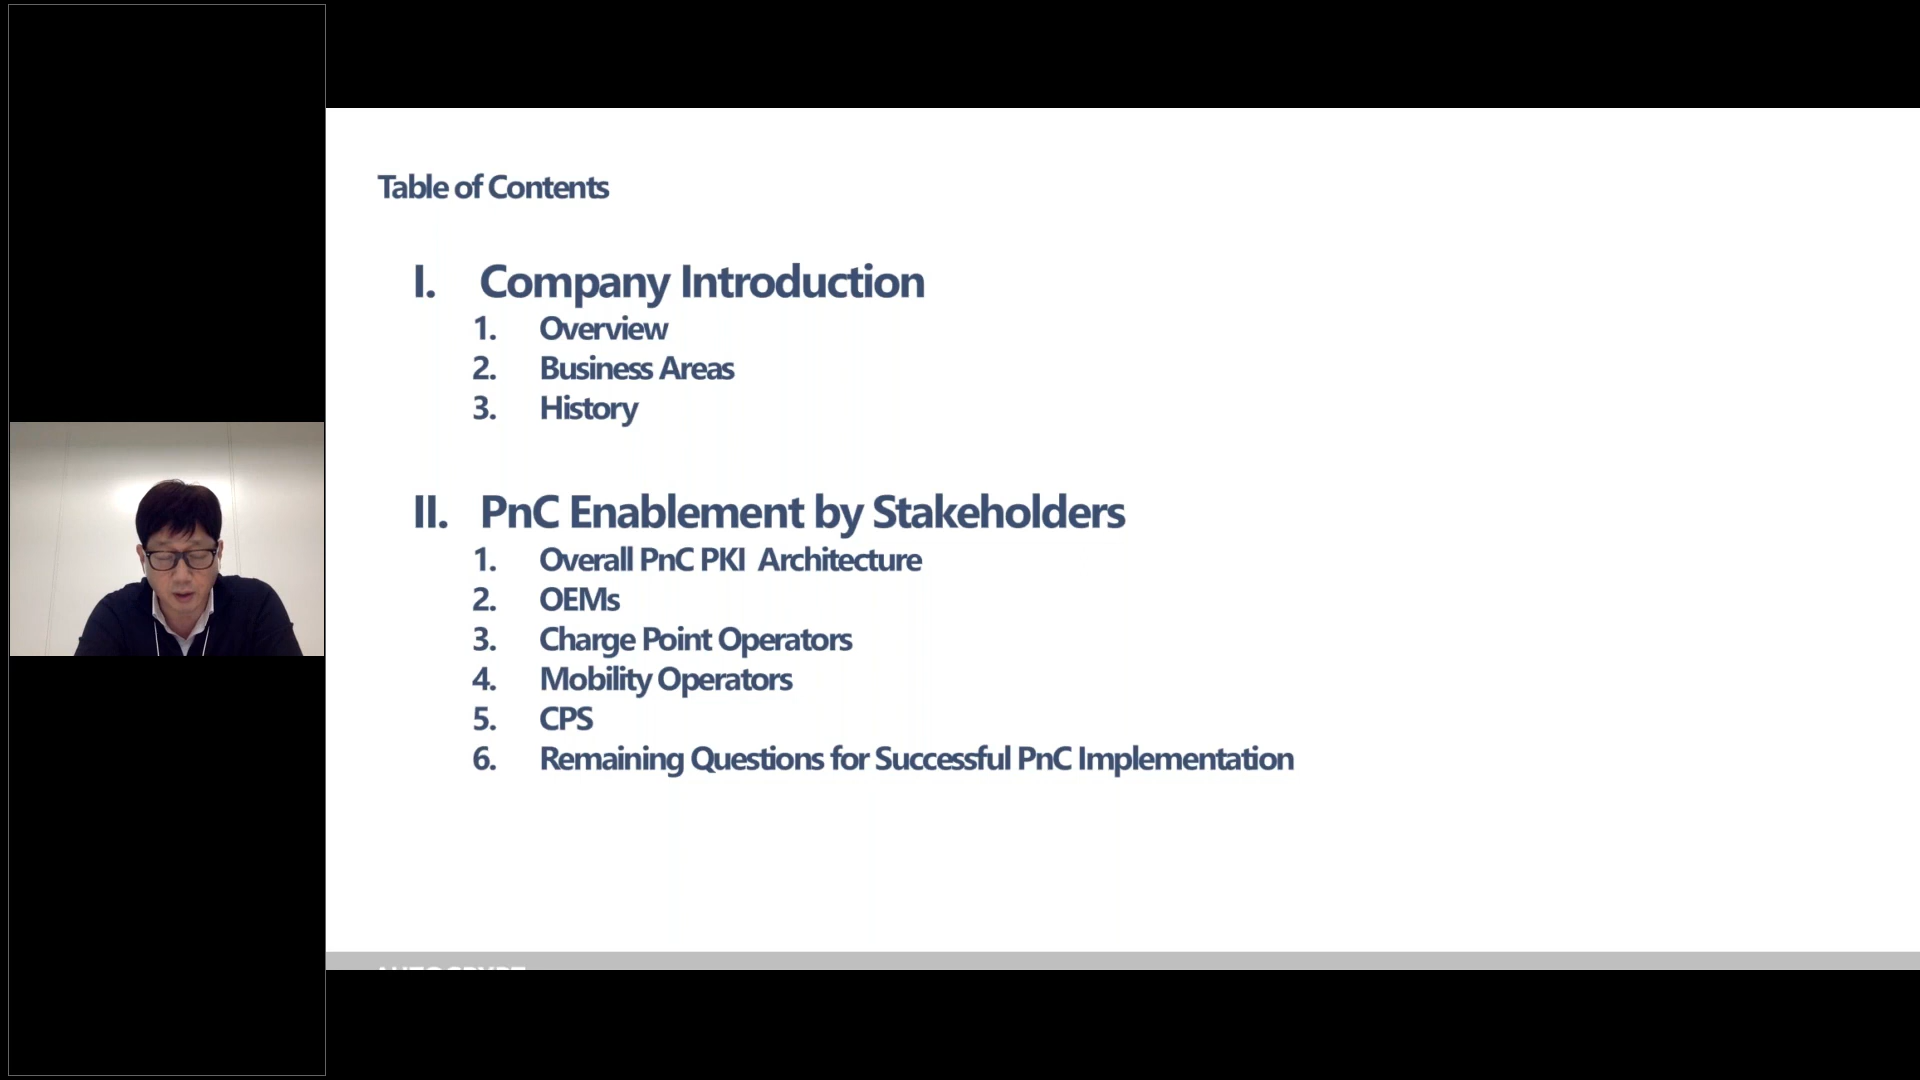 Table of Contents
I. Company Introduction
1. Overview
2. Business Areas
3. History
II. PnC Enablement by Stakeholders
1. Overall PnC PKI Architecture
2. OEMs
3. Charge Point Operators
4. Mobility Operators
5. CPS
6. Remaining Questions for Successful PnC Implementation